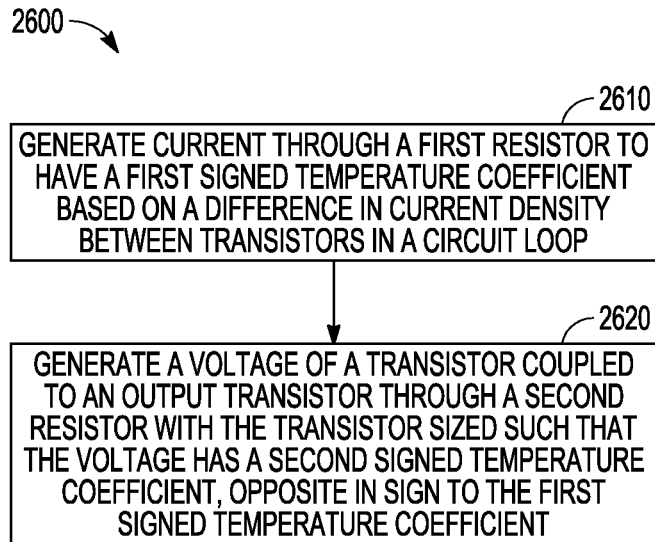 2600
2610
GENERATE CURRENT THROUGH A FIRST RESISTOR TO
HAVE A FIRST SIGNED TEMPERATURE COEFFICIENT
BASED ON A DIFFERENCE IN CURRENT DENSITY
BETWEEN TRANSISTORS IN A CIRCUIT LOOP
2620
GENERATE A VOLTAGE OF A TRANSISTOR COUPLED
TO AN OUTPUT TRANSISTOR THROUGH A SECOND
RESISTOR WITH THE TRANSISTOR SIZED SUCH THAT
THE VOLTAGE HAS A SECOND SIGNED TEMPERATURE
COEFFICIENT, OPPOSITE IN SIGN TO THE FIRST
SIGNED TEMPERATURE COEFFICIENT